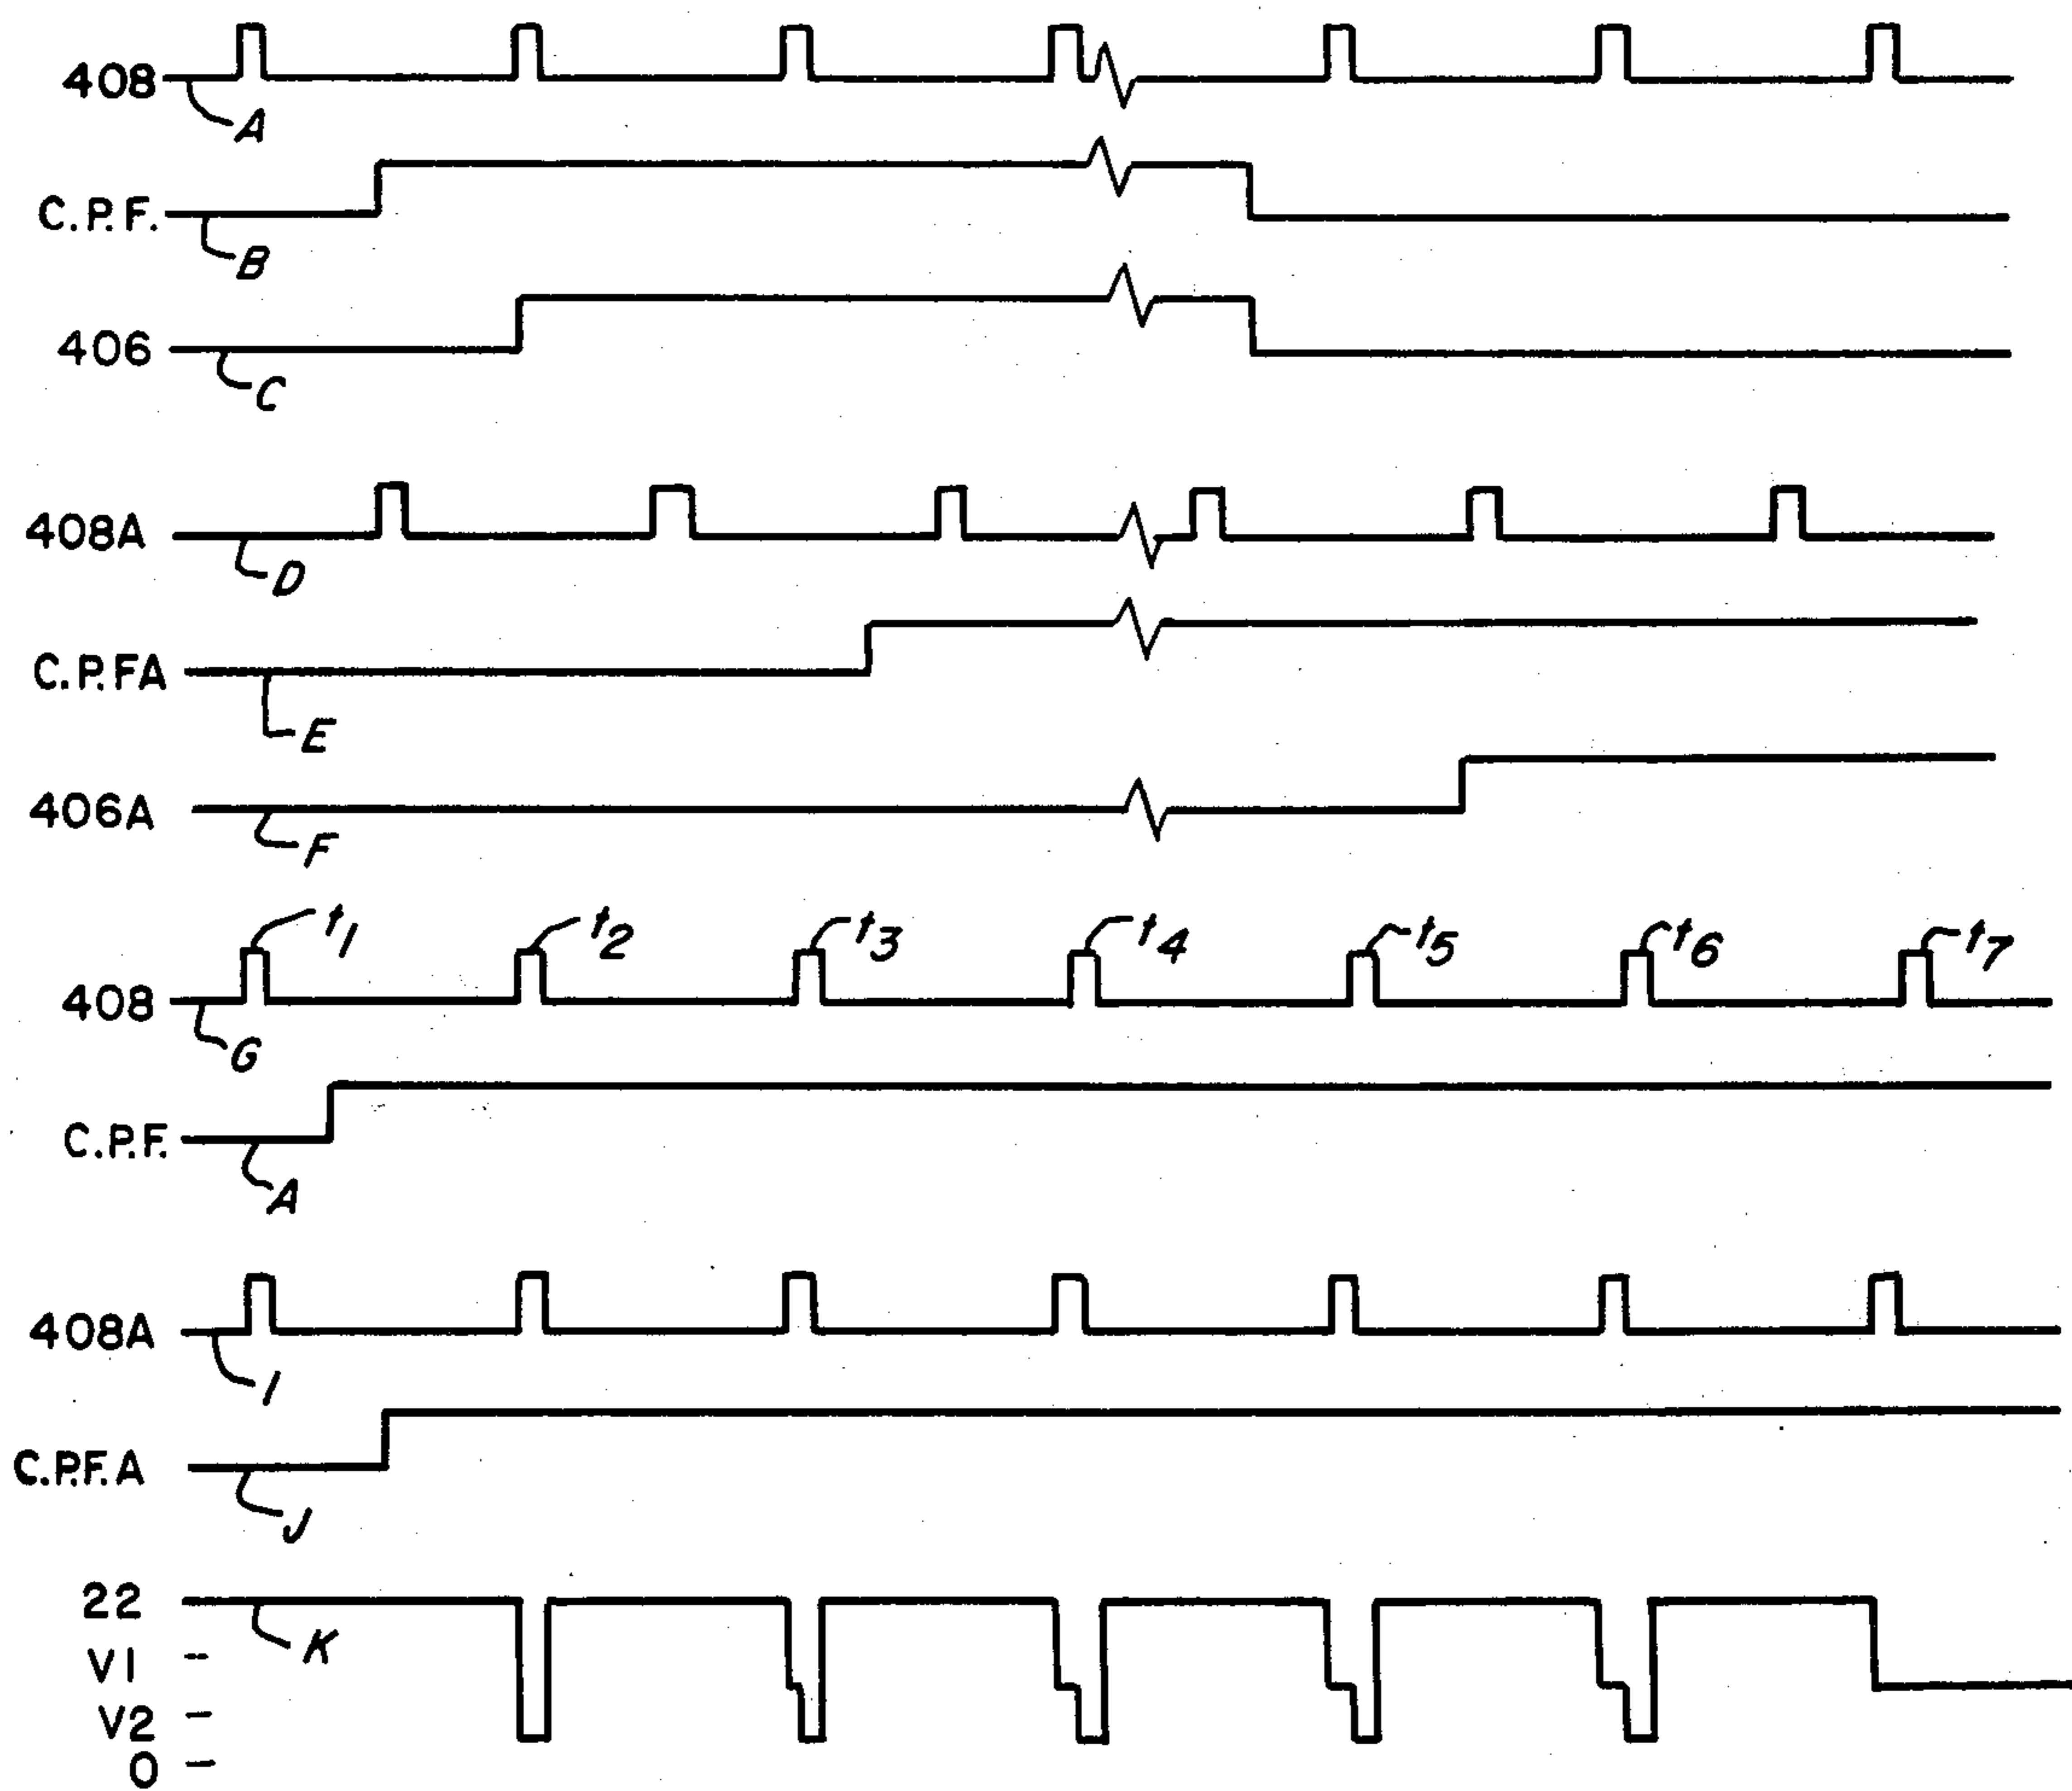 408
A
C.P.F.
B
406
C
408A
D
C.P.FA
E
406A
F
t1 t2 t3 t4 t5 t6 t7
408
G
C.P.F.
A
408A
I
C.P.F.A
J
22
K
V1
V2
0